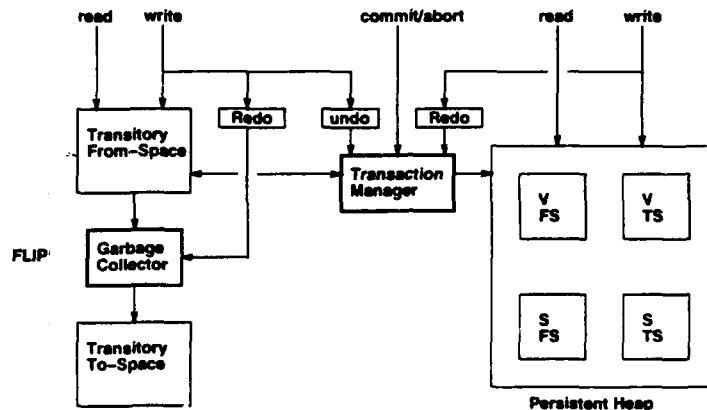 read write commit/abort read write
Redo undo Redo
Transitory
From-Space
Transaction
Manager
V
FS
V
TS
FLIP
Garbage
Collector
S
FS
S
TS
Transitory
To-Space
Persistent Heap